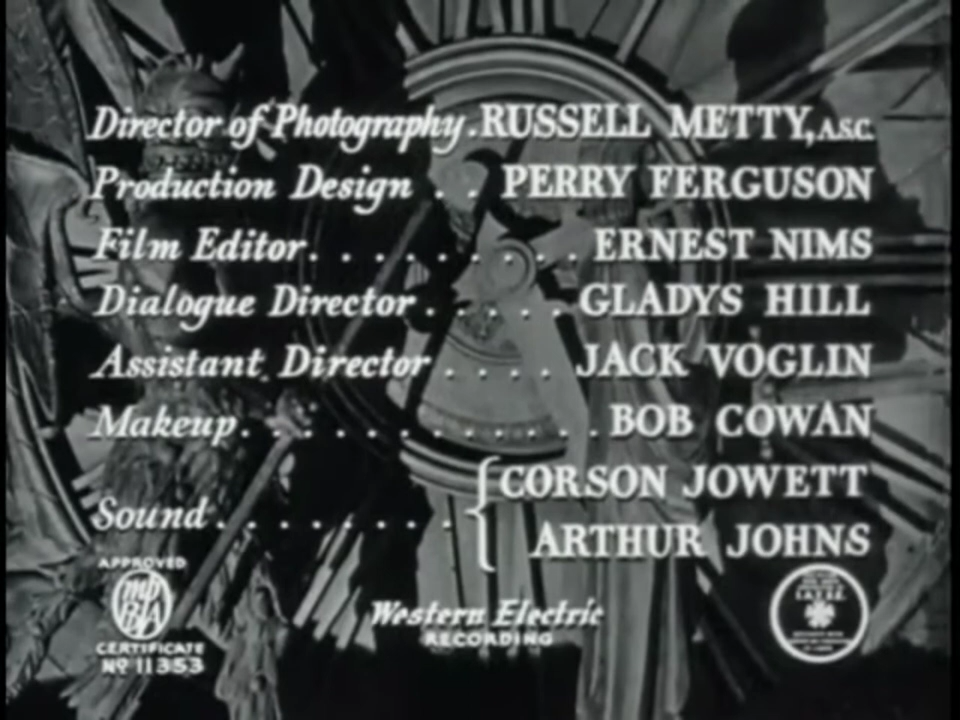 Director of Photography . RUSSELL METTY, A.S.C.
Production Design . . PERRY FERGUSON
Film Editor . . . . . . . . . ERNEST NIMS
Dialogue Director . . . . . GLADYS HILL
Assistant Director . . . . JACK VOGLIN
Makeup . . . . . . . . . . . . BOB COWAN
Sound . . . . . . . . { CORSON JOWETT
ARTHUR JOHNS
APPROVED
MPPDA
CERTIFICATE
No 11353
Western Electric
RECORDING
I.A.T.S.E.